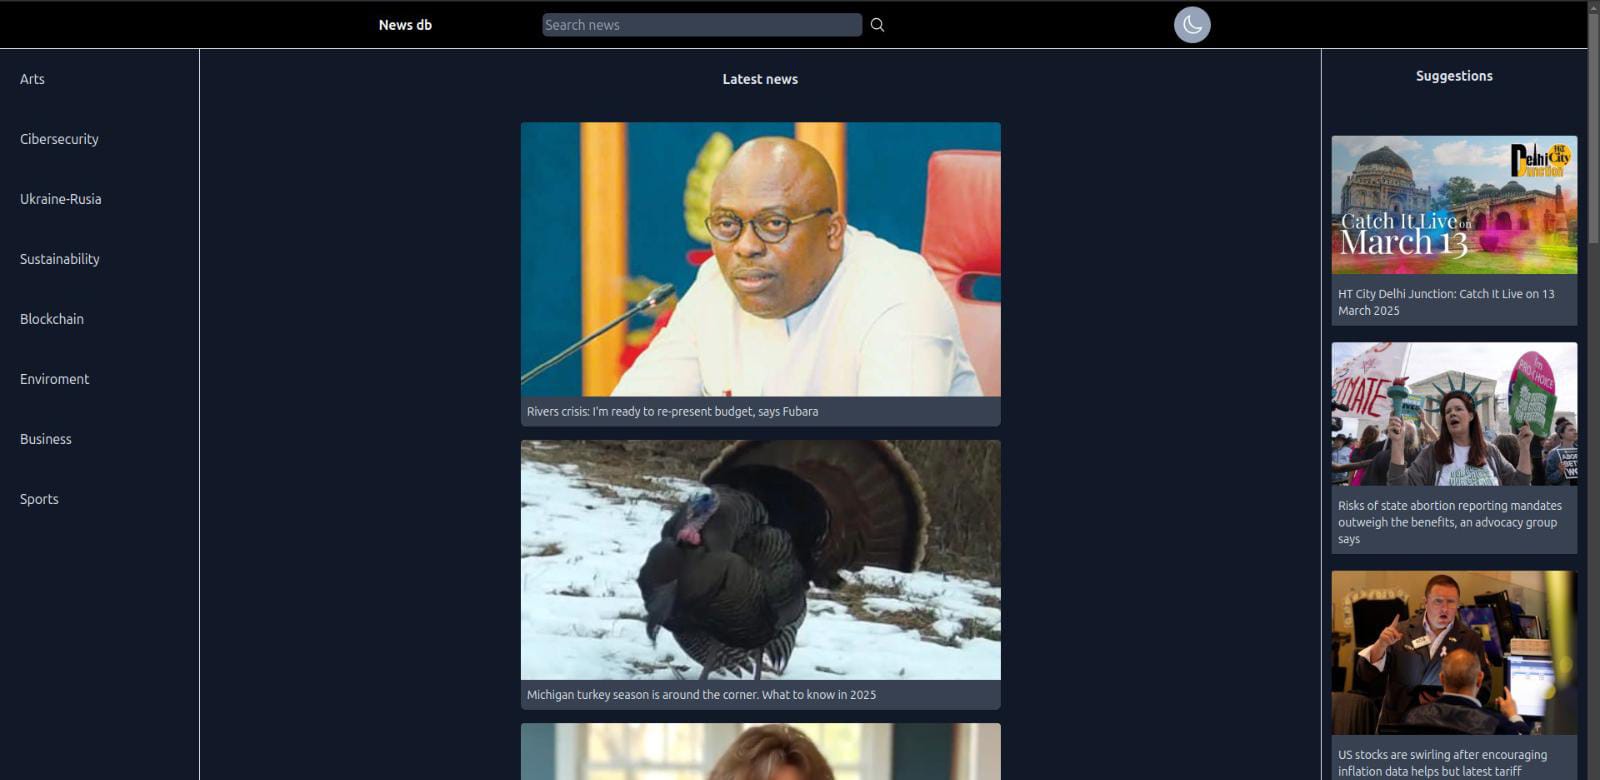 News db
Search news
Arts
Cibersecurity
Ukraine-Rusia
Sustainability
Blockchain
Enviroment
Business
Sports
Latest news
Rivers crisis: I'm ready to re-present budget, says Fubara
Michigan turkey season is around the corner. What to know in 2025
Suggestions
HT
Delhi City
Junction
Catch It Live on
March 13
HT City Delhi Junction: Catch It Live on 13
March 2025
PRO-CHOICE
Risks of state abortion reporting mandates
outweigh the benefits, an advocacy group
says
US stocks are swirling after encouraging
inflation data helps but latest tariff